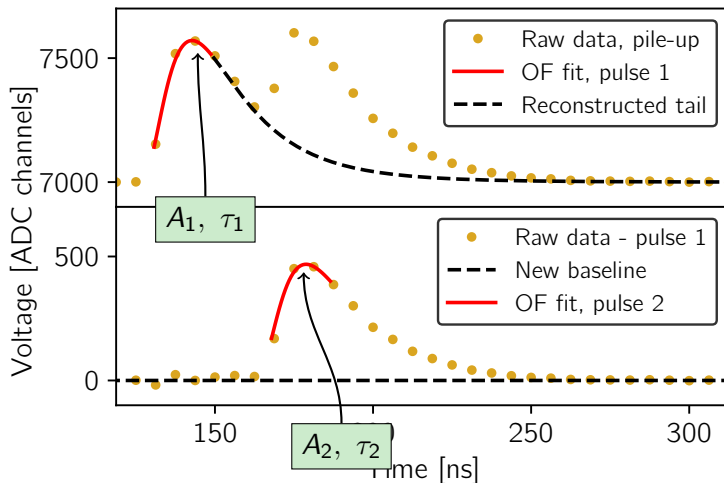 Voltage [ADC channels]
7500
7000
Raw data, pile-up
OF fit, pulse 1
Reconstructed tail
A₁, τ₁
500
0
Raw data - pulse 1
New baseline
OF fit, pulse 2
A₂, τ₂
150 200 250 300
Time [ns]